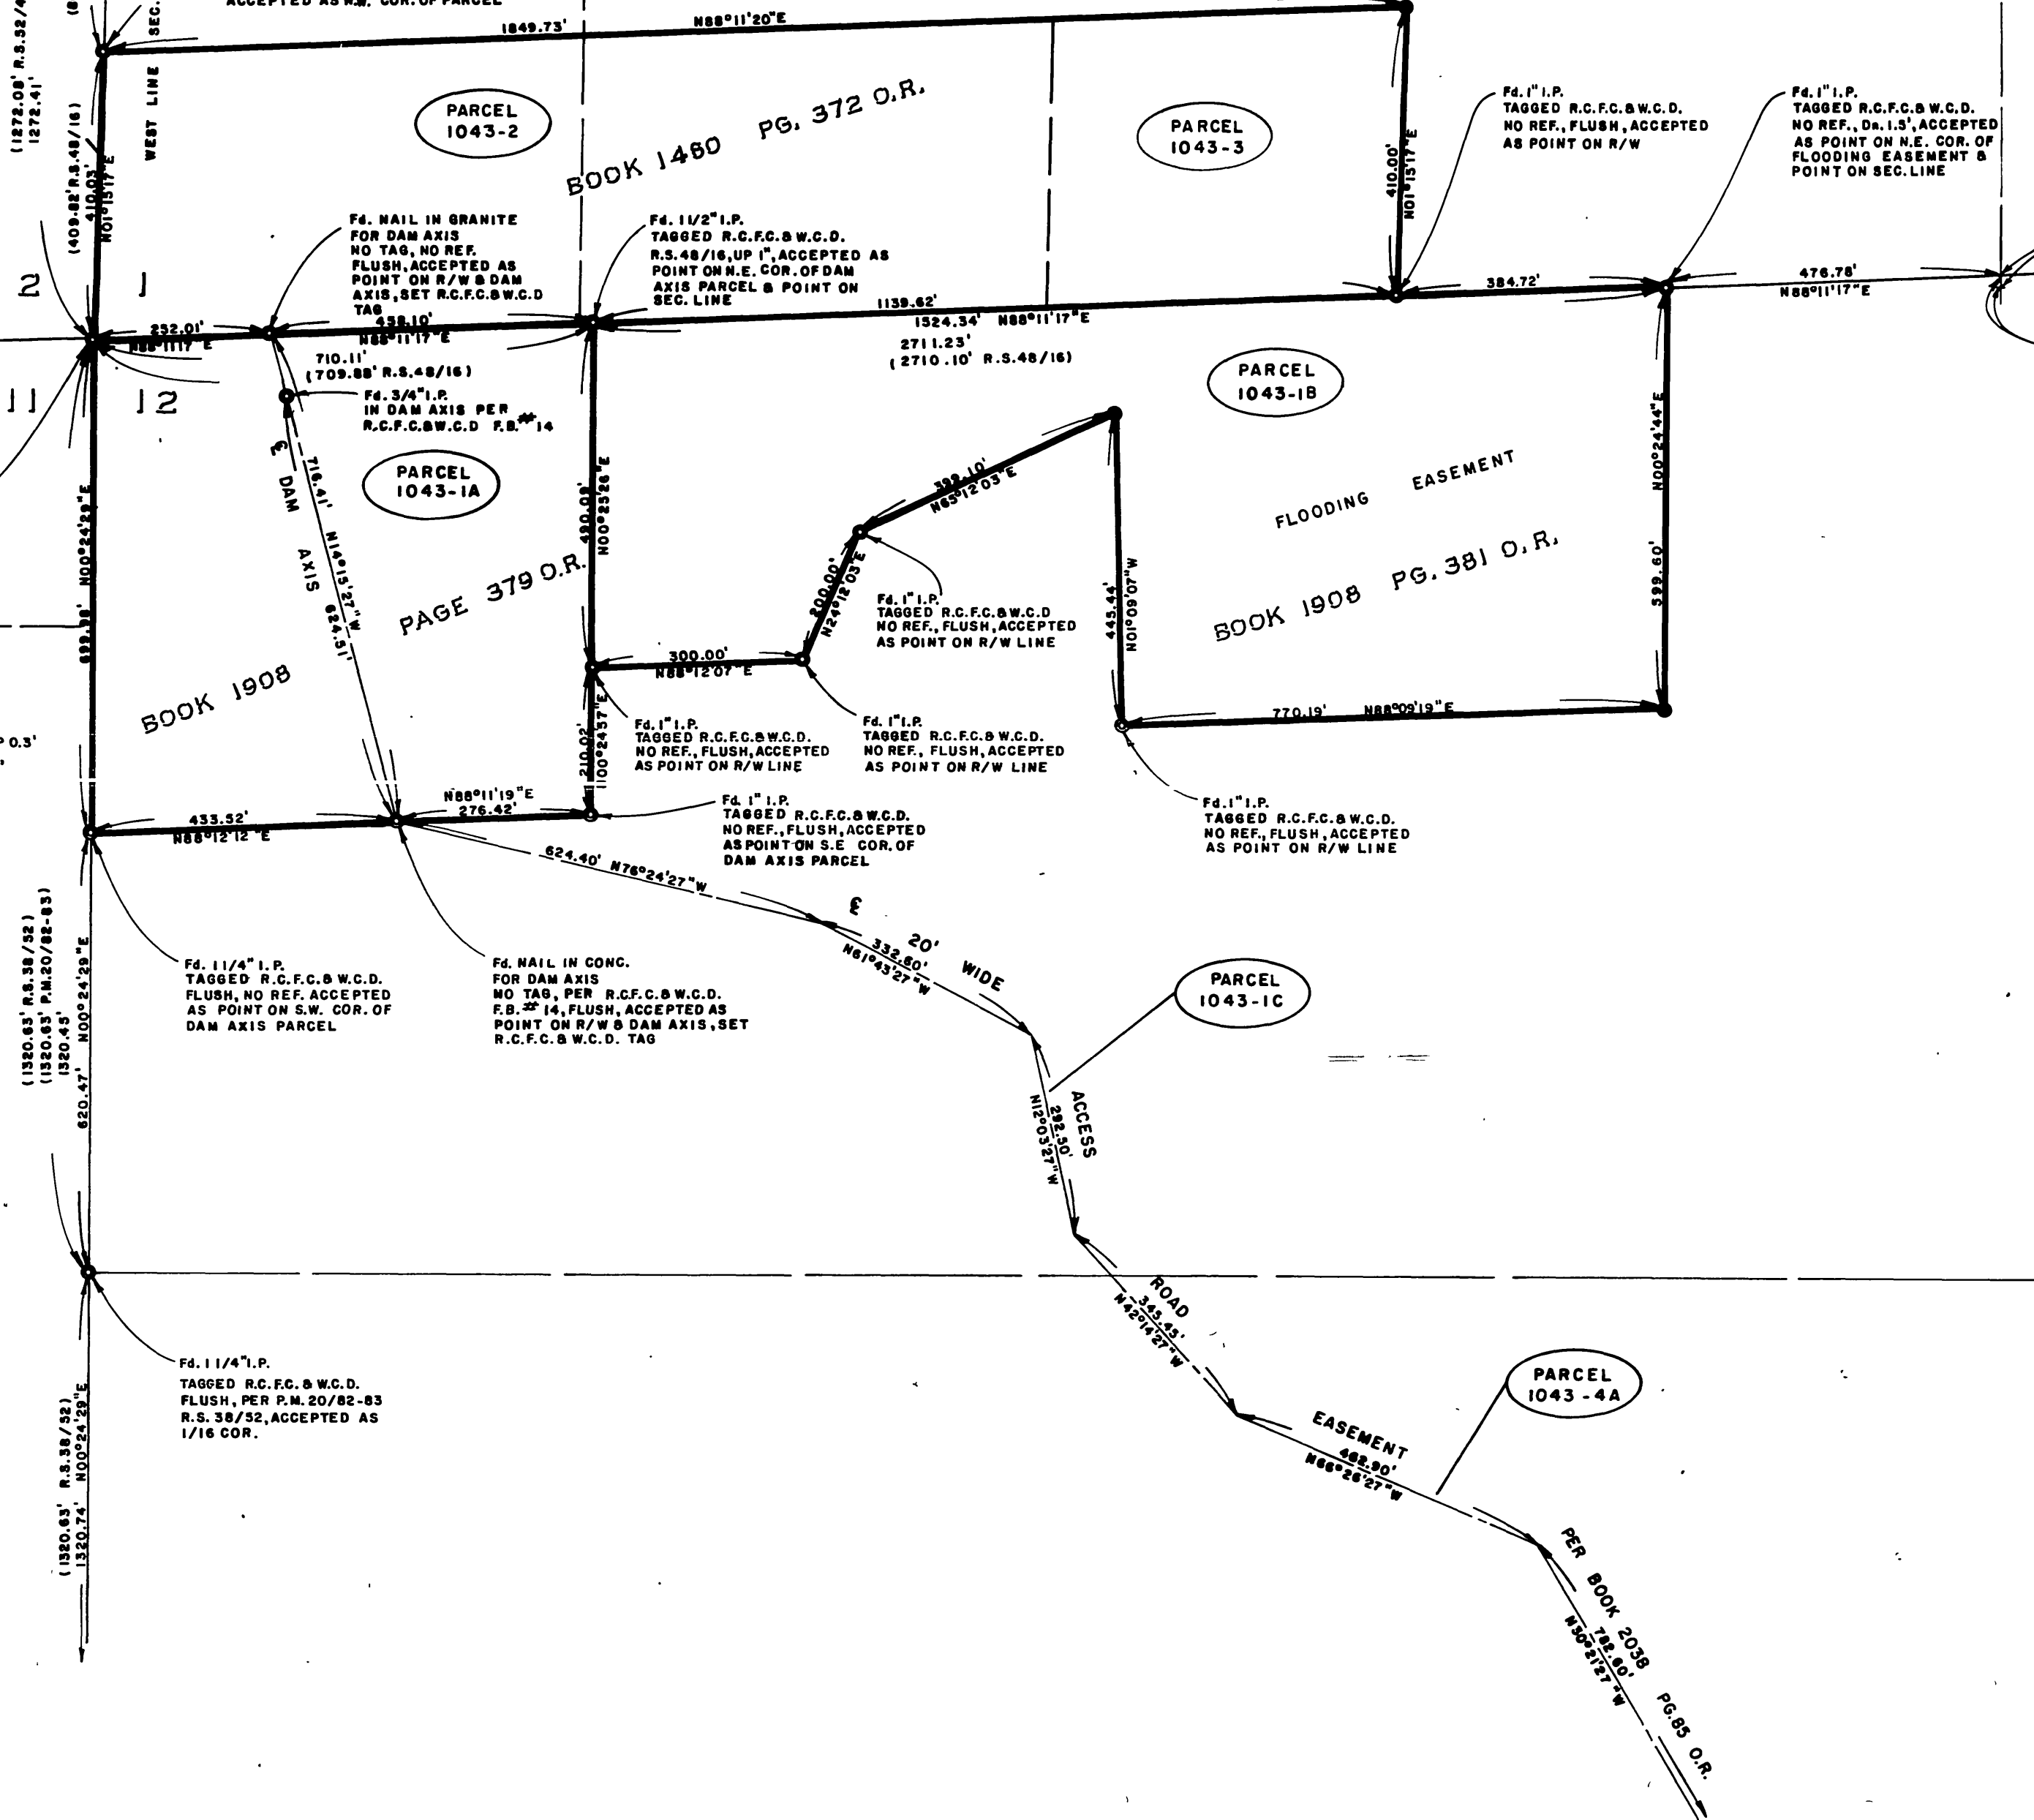 ACCEPTED AS N.W. COR. OF PARCEL
(1272.08' R.S.52/4
1272.41'
(409.82' R.S.48/16)
410.03'
N01°15'17"E
WEST LINE SEC.
1849.73'
N88°11'20"E
PARCEL
1043-2
BOOK 1460 PG. 372 O.R.
PARCEL
1043-3
410.00'
N01°15'17"E
Fd. 1" I.P.
TAGGED R.C.F.C.& W.C.D.
NO REF., FLUSH, ACCEPTED
AS POINT ON R/W
Fd. 1" I.P.
TAGGED R.C.F.C.& W.C.D.
NO REF., Dn. 1.5', ACCEPTED
AS POINT ON N.E. COR. OF
FLOODING EASEMENT &
POINT ON SEC. LINE
Fd. NAIL IN GRANITE
FOR DAM AXIS
NO TAG, NO REF.
FLUSH, ACCEPTED AS
POINT ON R/W & DAM
AXIS, SET R.C.F.C.& W.C.D
TAG
Fd. 1 1/2" I.P.
TAGGED R.C.F.C.& W.C.D.
R.S.48/16, UP 1", ACCEPTED AS
POINT ON N.E. COR. OF DAM
AXIS PARCEL & POINT ON
SEC. LINE
2 1
11 12
252.01'
N88°11'17"E
458.10'
N88°11'17"E
710.11'
(709.88' R.S.48/16)
1139.62'
1524.34' N88°11'17"E
2711.23'
(2710.10' R.S.48/16)
384.72'
476.78'
N88°11'17"E
Fd. 3/4" I.P.
IN DAM AXIS PER
R.C.F.C.&W.C.D F.B.#14
PARCEL
1043-1A
PARCEL
1043-1B
DAM AXIS
716.41' N14°15'27"W
624.51'
699.98' N00°24'29"E
490.09'
N00°25'26"E
BOOK 1908 PAGE 379 O.R.
399.10'
N65°12'03"E
200.00'
N24°12'03"E
300.00'
N88°12'07"E
445.44'
N01°09'07"W
FLOODING EASEMENT
BOOK 1908 PG. 381 O.R.
N00°24'44"E
599.60'
770.19' N88°09'19"E
Fd. 1" I.P.
TAGGED R.C.F.C.& W.C.D
NO REF., FLUSH, ACCEPTED
AS POINT ON R/W LINE
Fd. 1" I.P.
TAGGED R.C.F.C.& W.C.D.
NO REF., FLUSH, ACCEPTED
AS POINT ON R/W LINE
Fd. 1" I.P.
TAGGED R.C.F.C.& W.C.D.
NO REF., FLUSH, ACCEPTED
AS POINT ON R/W LINE
Fd. 1" I.P.
TAGGED R.C.F.C.& W.C.D.
NO REF., FLUSH, ACCEPTED
AS POINT ON R/W LINE
210.02'
N00°24'57"E
0.3'
433.52'
N88°12'12"E
N88°11'19"E
276.42'
Fd. 1" I.P.
TAGGED R.C.F.C.& W.C.D.
NO REF., FLUSH, ACCEPTED
AS POINT ON S.E COR. OF
DAM AXIS PARCEL
624.40' N76°24'27"W
Fd. 1 1/4" I.P.
TAGGED R.C.F.C.& W.C.D.
FLUSH, NO REF. ACCEPTED
AS POINT ON S.W. COR. OF
DAM AXIS PARCEL
Fd. NAIL IN CONC.
FOR DAM AXIS
NO TAG, PER R.C.F.C.& W.C.D.
F.B.# 14, FLUSH, ACCEPTED AS
POINT ON R/W & DAM AXIS, SET
R.C.F.C.& W.C.D. TAG
20' WIDE ACCESS ROAD EASEMENT PER BOOK 2038 PG.85 O.R.
332.60'
N61°43'27"W
PARCEL
1043-1C
292.50'
N12°03'27"W
345.45'
N42°14'27"W
462.90'
N66°26'27"W
PARCEL
1043-4A
782.60'
N30°21'27"W
(1320.63' R.S.38/52)
(1320.63' P.M.20/82-83)
1320.45'
620.47' N00°24'29"E
Fd. 1 1/4" I.P.
TAGGED R.C.F.C.& W.C.D.
FLUSH, PER P.M. 20/82-83
R.S. 38/52, ACCEPTED AS
1/16 COR.
(1320.63' R.S.38/52)
1320.74' N00°24'29"E